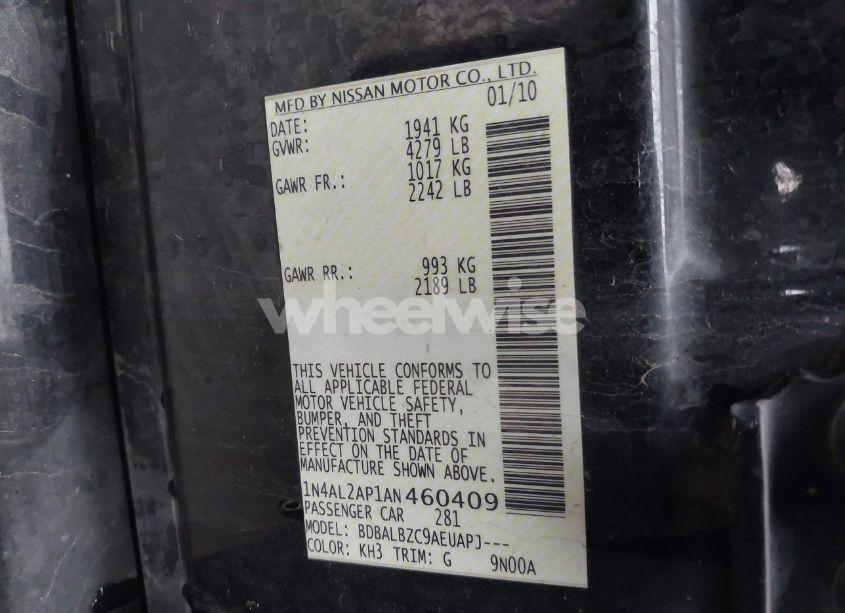 MFD BY NISSAN MOTOR CO., LTD.
DATE: 01/10
GVWR: 1941 KG
4279 LB
GAWR FR.: 1017 KG
2242 LB
GAWR RR.: 993 KG
2189 LB
wheelwise
THIS VEHICLE CONFORMS TO
ALL APPLICABLE FEDERAL
MOTOR VEHICLE SAFETY,
BUMPER, AND THEFT
PREVENTION STANDARDS IN
EFFECT ON THE DATE OF
MANUFACTURE SHOWN ABOVE.
1N4AL2AP1AN460409
PASSENGER CAR 281
MODEL: BDBALBZC9AEUAPJ---
COLOR: KH3 TRIM: G 9N00A